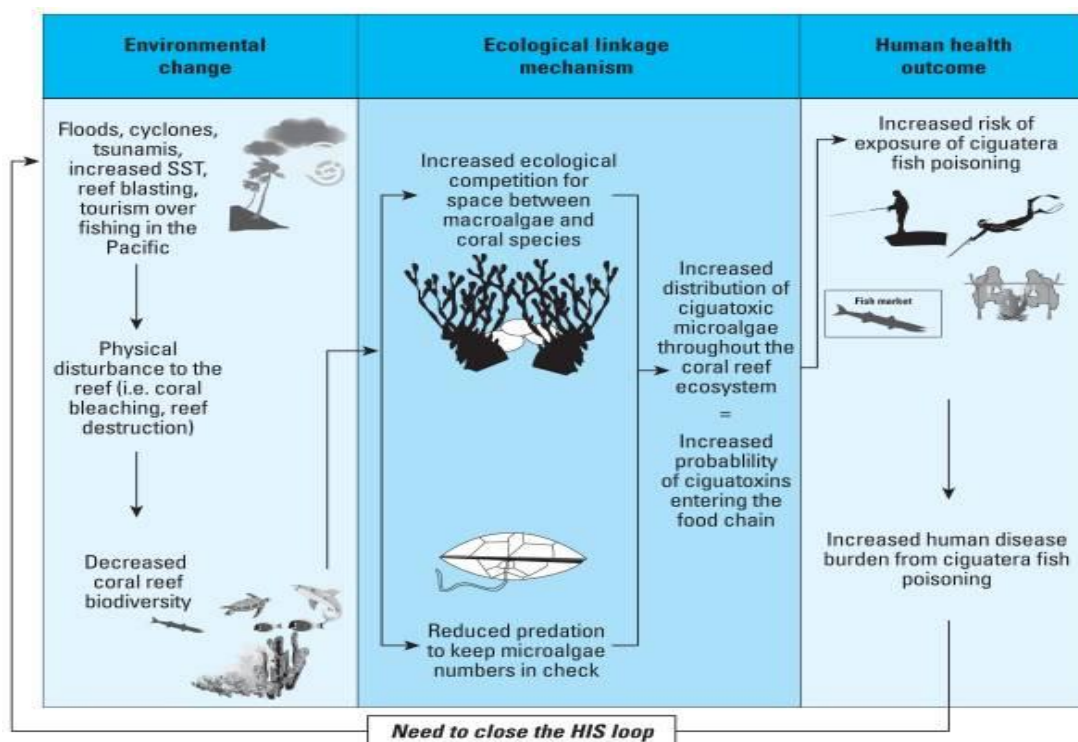 Environmental
change
Ecological linkage
mechanism
Human health
outcome
Floods, cyclones,
tsunamis,
increased SST,
reef blasting,
tourism over
fishing in the
Pacific
Physical
disturbance to
the reef (i.e. coral
bleaching, reef
destruction)
Decreased
coral reef
biodiversity
Increased ecological
competition for
space between
macroalgae and
coral species
Reduced predation
to keep microalgae
numbers in check
Increased
distribution of
ciguatoxic
microalgae
throughout the
coral reef
ecosystem
=
Increased
probablility
of ciguatoxins
entering the
food chain
Increased risk of
exposure of ciguatera
fish poisoning
Fish market
Increased human disease
burden from ciguatera fish
poisoning
Need to close the HIS loop